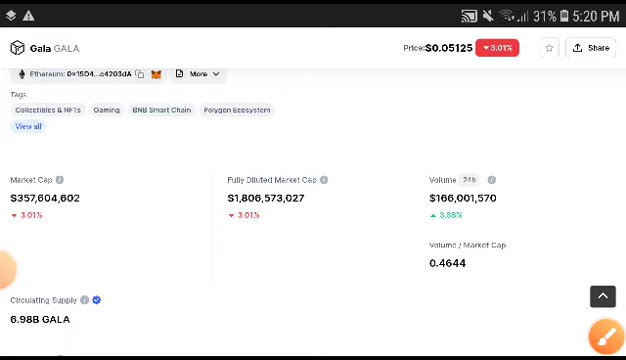 31% 5:20 PM
Gala GALA Price:$0.05125 3.01% Share
Ethereum: 0x15D4...c4203dA More
Tags
Collectibles & NFTs Gaming BNB Smart Chain Polygon Ecosystem
View all
Market Cap Fully Diluted Market Cap Volume 24h
$357,604,602 $1,806,573,027 $166,001,570
3.01% 3.01% 3.88%
Volume / Market Cap
0.4644
Circulating Supply
6.98B GALA